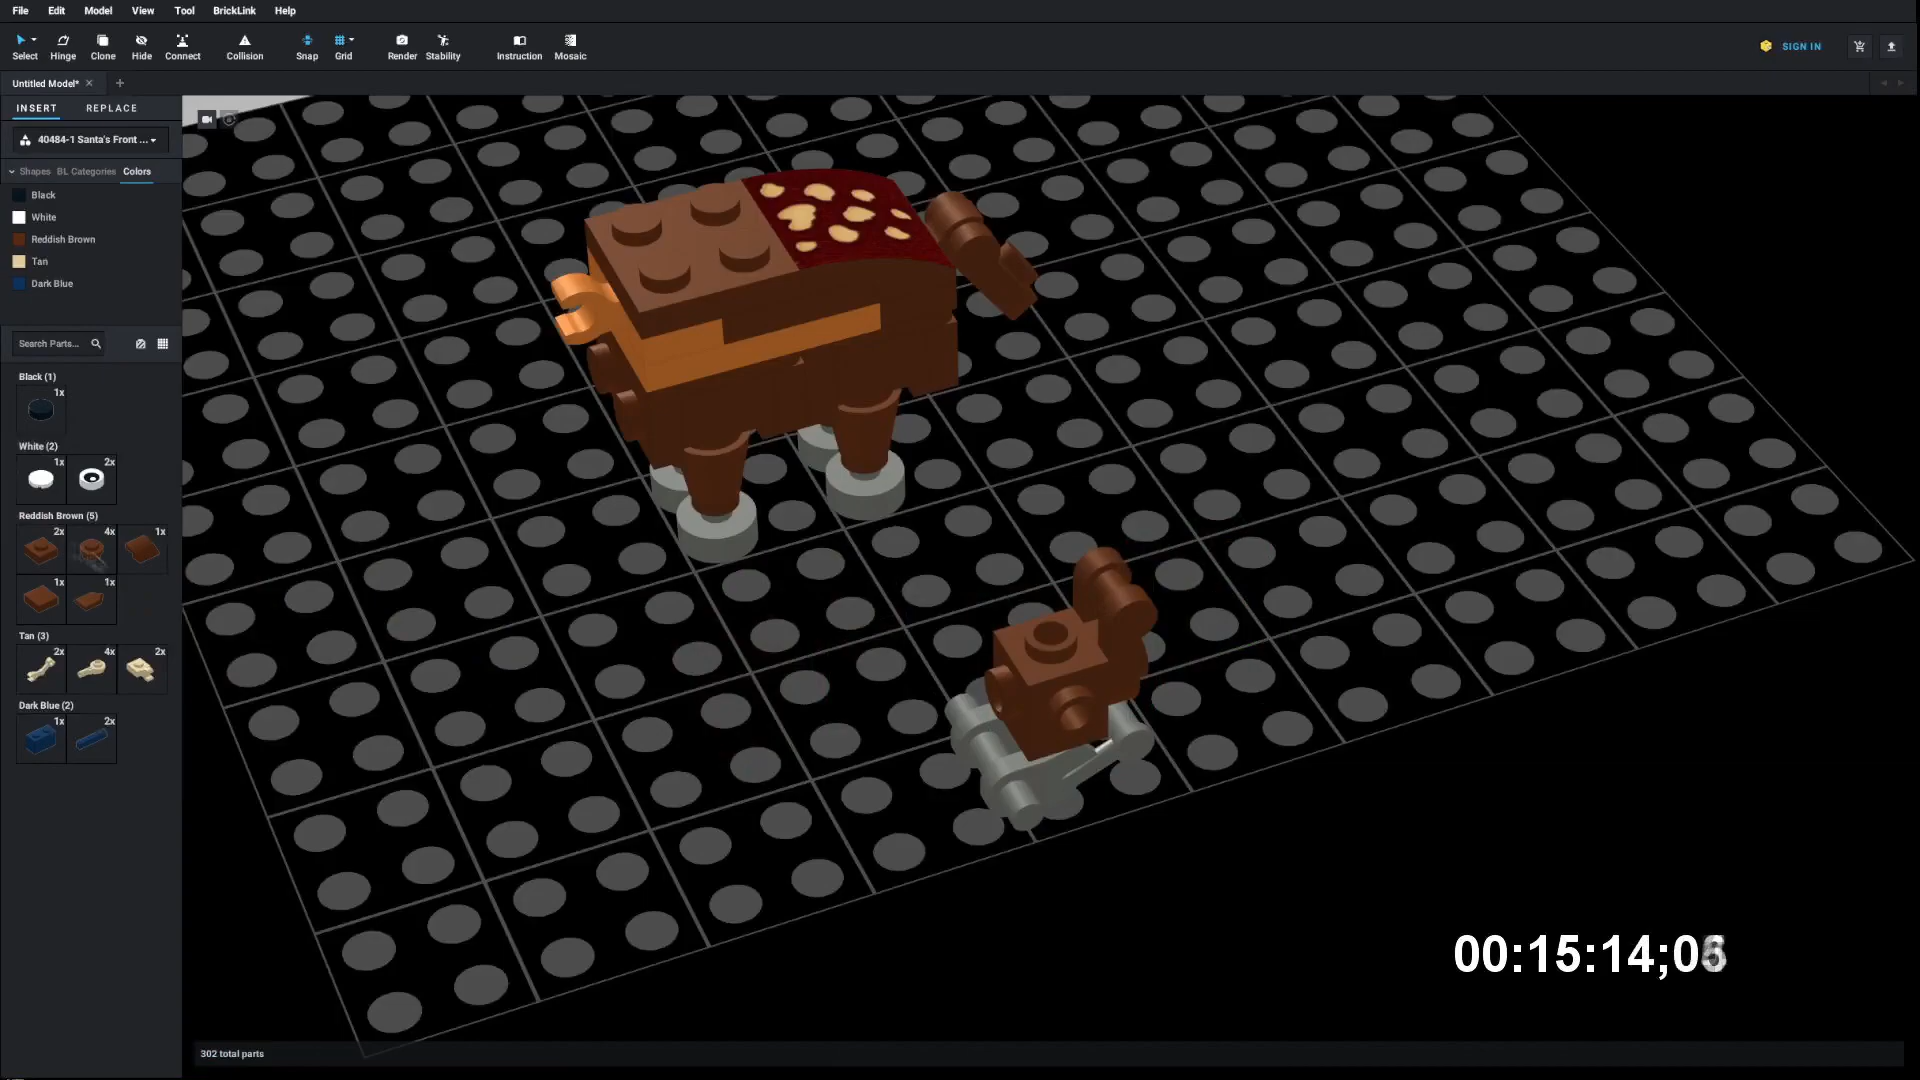 File Edit Model View Tool BrickLink Help
Select Hinge Clone Hide Connect Collision Snap Grid Render Stability Instruction Mosaic SIGN IN
Untitled Model*
INSERT REPLACE
40484-1 Santa's Front ...
Shapes BL Categories Colors
Black
White
Reddish Brown
Tan
Dark Blue
Search Parts...
Black (1)
1x
White (2)
1x 2x
Reddish Brown (5)
2x 4x 1x
1x 1x
Tan (3)
2x 4x 2x
Dark Blue (2)
1x 2x
302 total parts